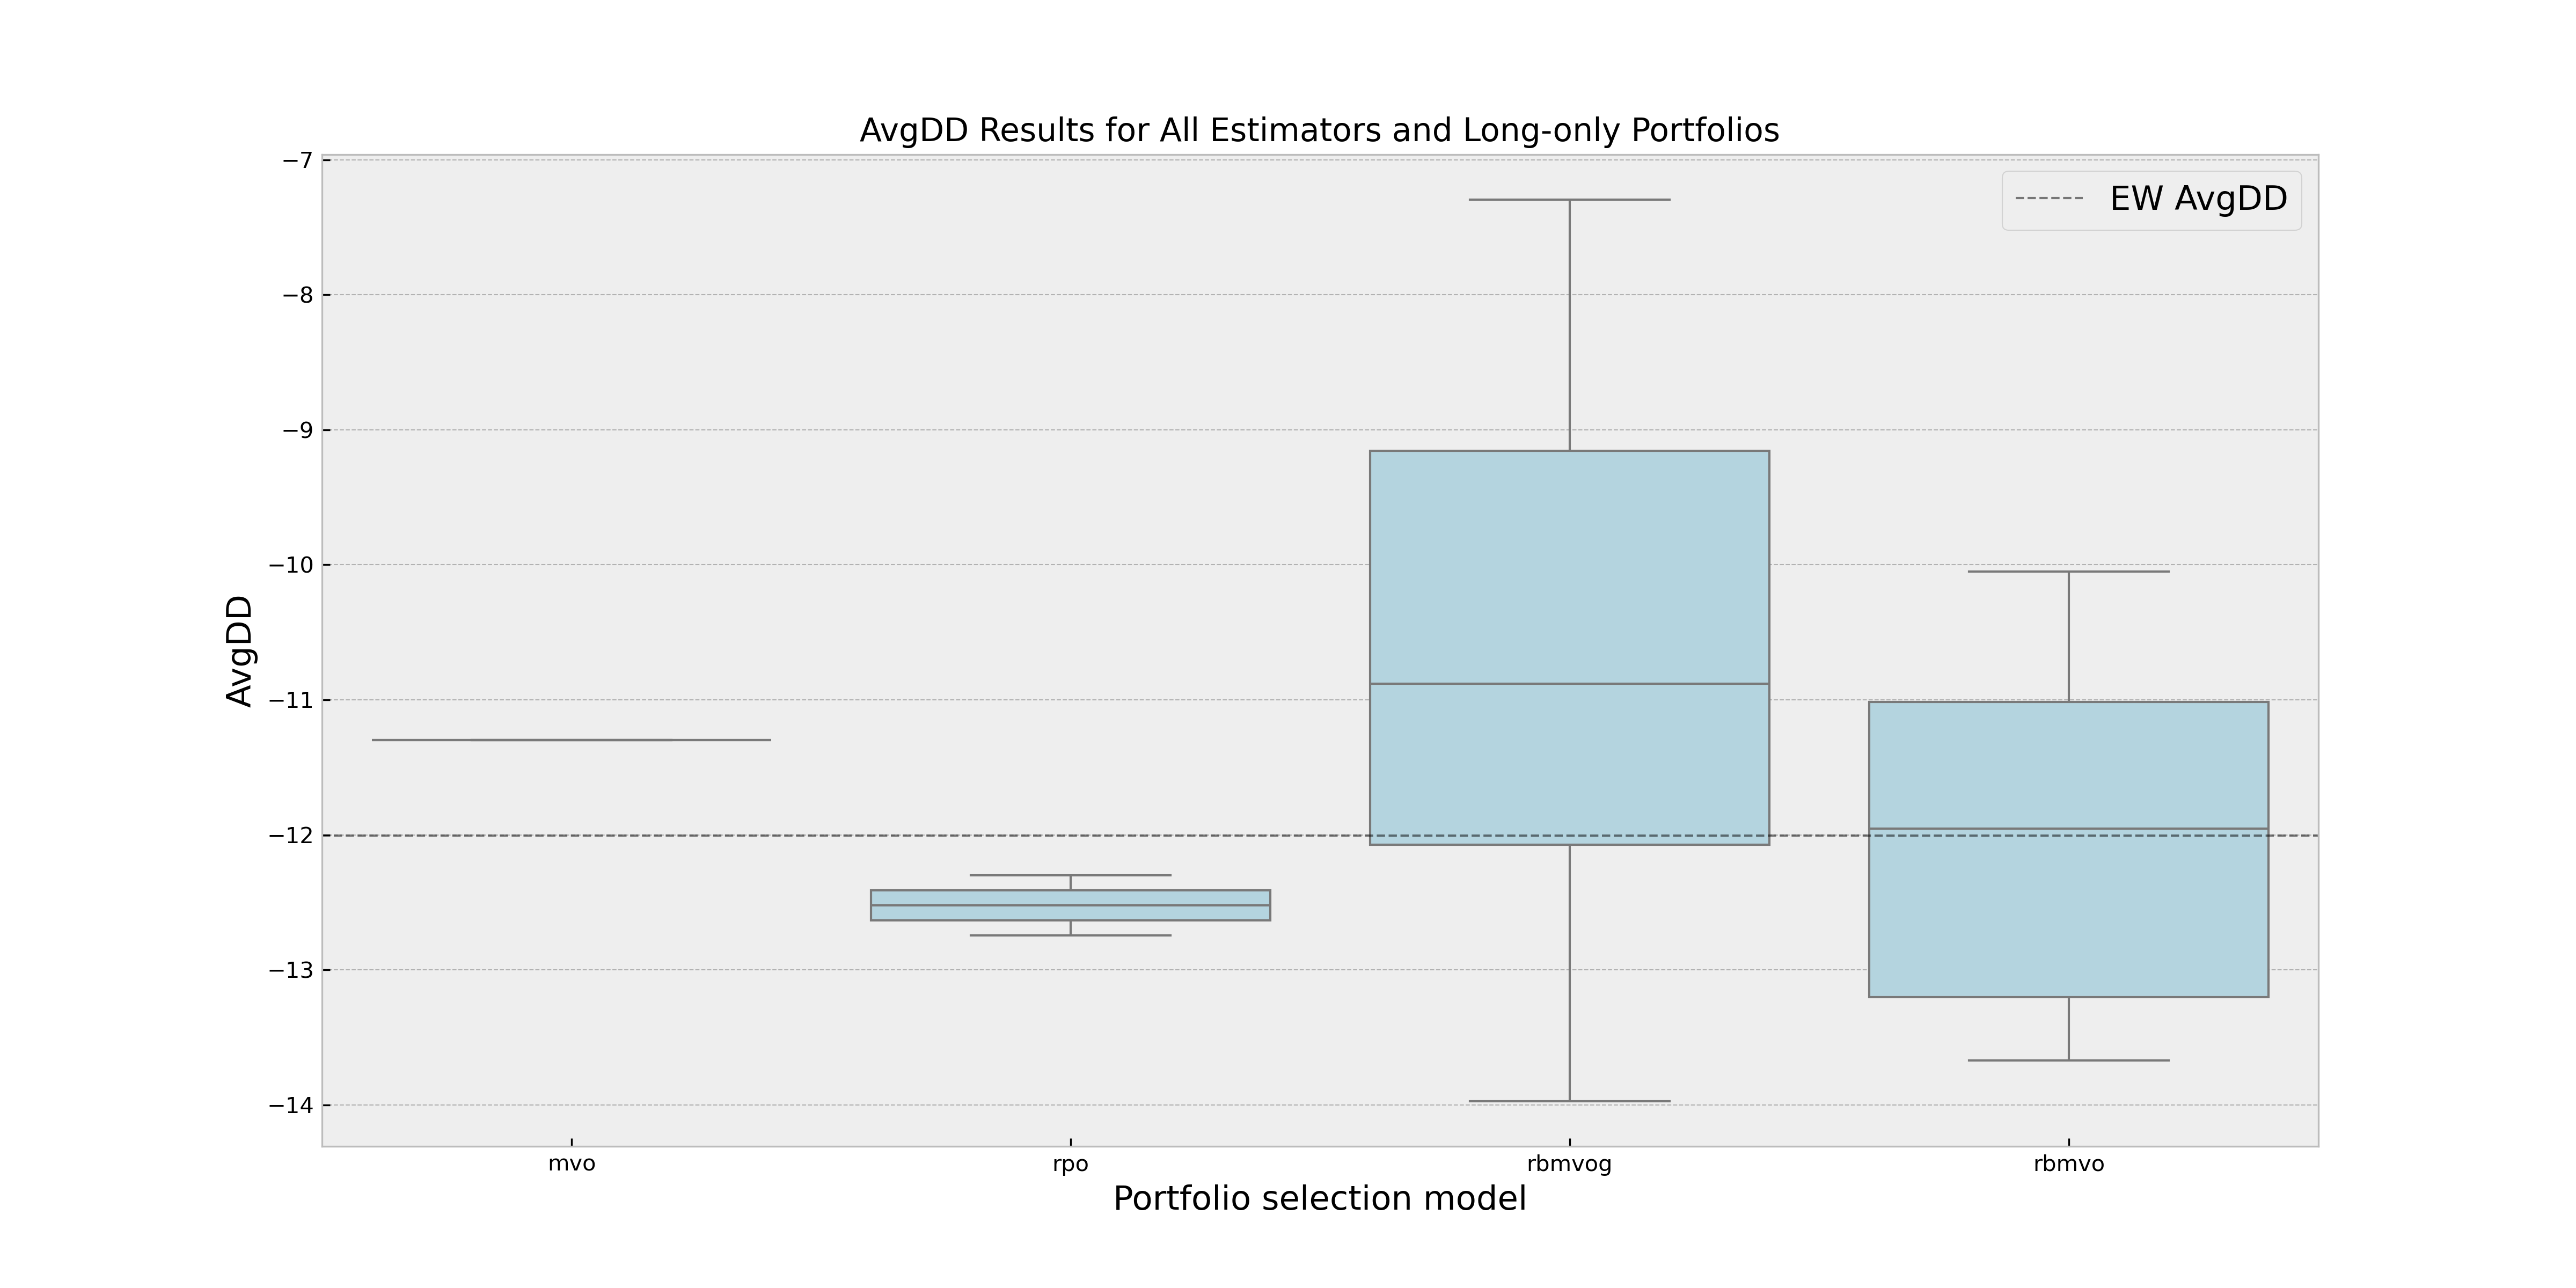 AvgDD Results for All Estimators and Long-only Portfolios
EW AvgDD
AvgDD
−7
−8
−9
−10
−11
−12
−13
−14
mvo
rpo
rbmvog
rbmvo
Portfolio selection model